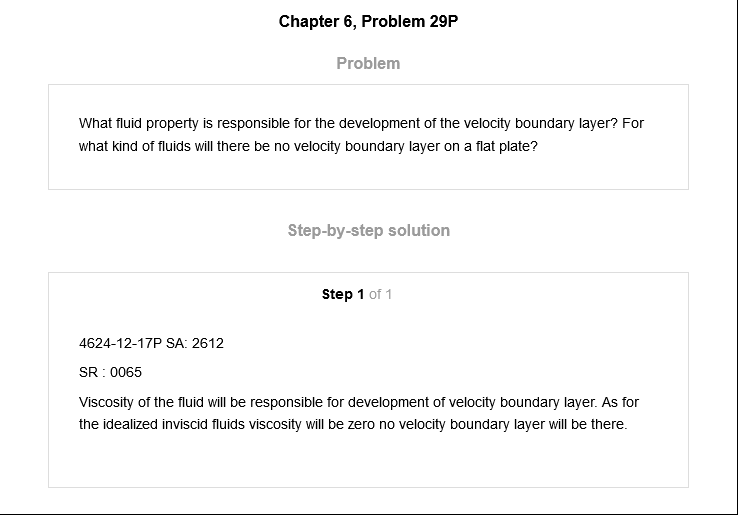 Chapter 6, Problem 29P
Problem
What fluid property is responsible for the development of the velocity boundary layer? For
what kind of fluids will there be no velocity boundary layer on a flat plate?
Step-by-step solution
Step 1 of 1
4624-12-17P SA: 2612
SR : 0065
Viscosity of the fluid will be responsible for development of velocity boundary layer. As for
the idealized inviscid fluids viscosity will be zero no velocity boundary layer will be there.